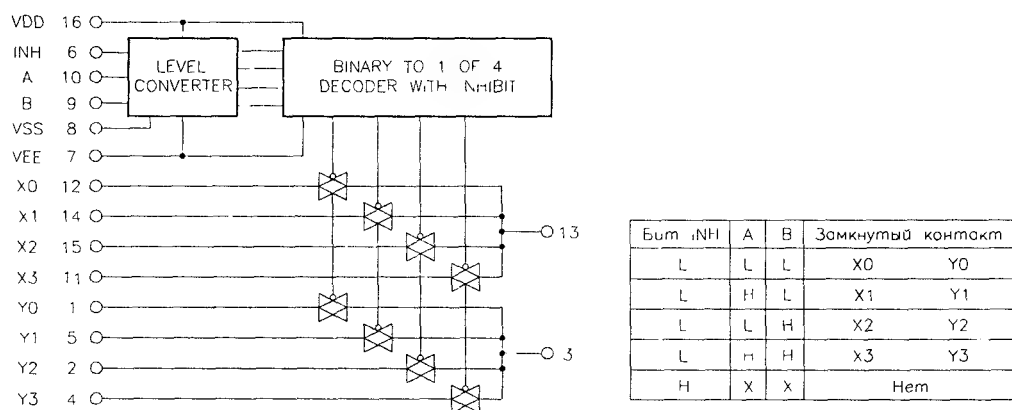 VDD 16
INH 6
A 10
B 9
VSS 8
VEE 7
X0 12
X1 14
X2 15
X3 11
Y0 1
Y1 5
Y2 2
Y3 4
LEVEL
CONVERTER
BINARY TO 1 OF 4
DECODER WITH NHIBIT
13
3
Бит INH A B Замкнутый контакт
L L L X0 Y0
L H L X1 Y1
L L H X2 Y2
L H H X3 Y3
H X X Нет